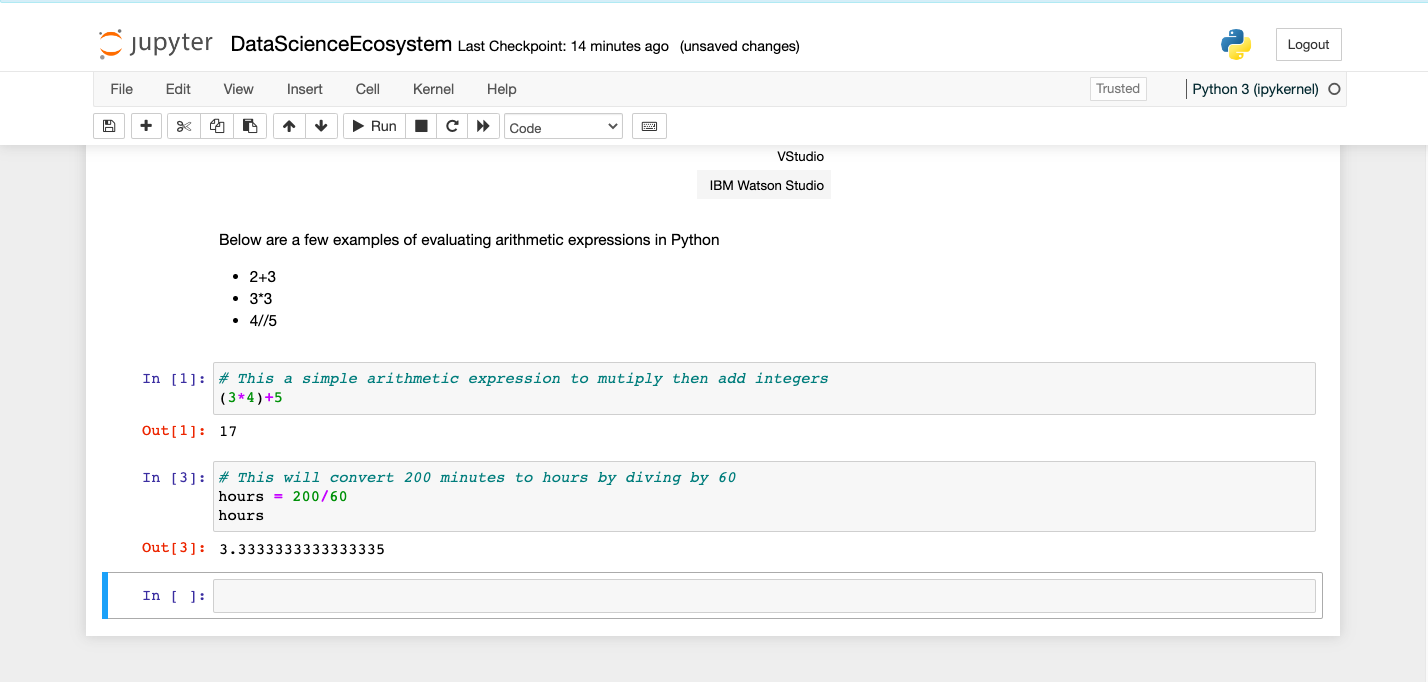 jupyter DataScienceEcosystem Last Checkpoint: 14 minutes ago (unsaved changes)
Logout
File Edit View Insert Cell Kernel Help
Trusted
Python 3 (ipykernel)
Run
Code
VStudio
IBM Watson Studio
Below are a few examples of evaluating arithmetic expressions in Python
• 2+3
• 3*3
• 4//5
In [1]: # This a simple arithmetic expression to mutiply then add integers
(3*4)+5
Out[1]: 17
In [3]: # This will convert 200 minutes to hours by diving by 60
hours = 200/60
hours
Out[3]: 3.3333333333333335
In [ ]: